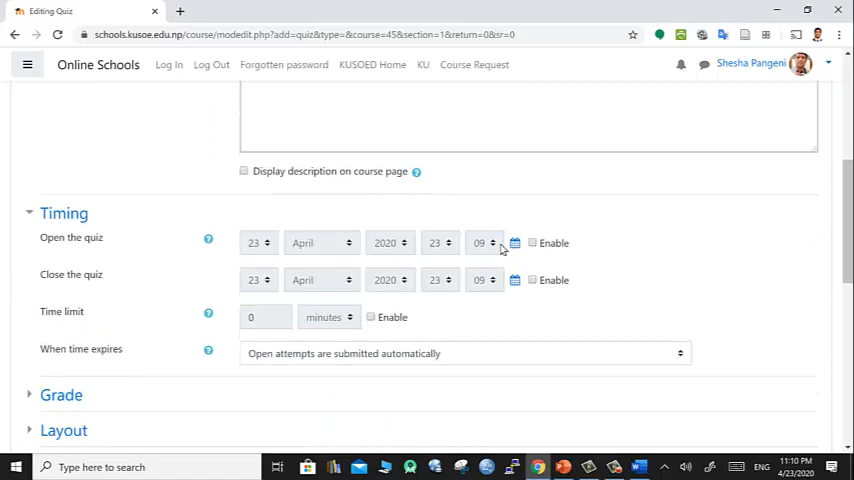 Editing Quiz
schools.kusoe.edu.np/course/modedit.php?add=quiz&type=&course=45&section=1&return=0&sr=0
Online Schools Log In Log Out Forgotten password KUSOED Home KU Course Request Shesha Pangeni
Display description on course page
Timing
Open the quiz 23 April 2020 23 09 Enable
Close the quiz 23 April 2020 23 09 Enable
Time limit 0 minutes Enable
When time expires Open attempts are submitted automatically
Grade
Layout
Type here to search ENG 11:10 PM
4/23/2020